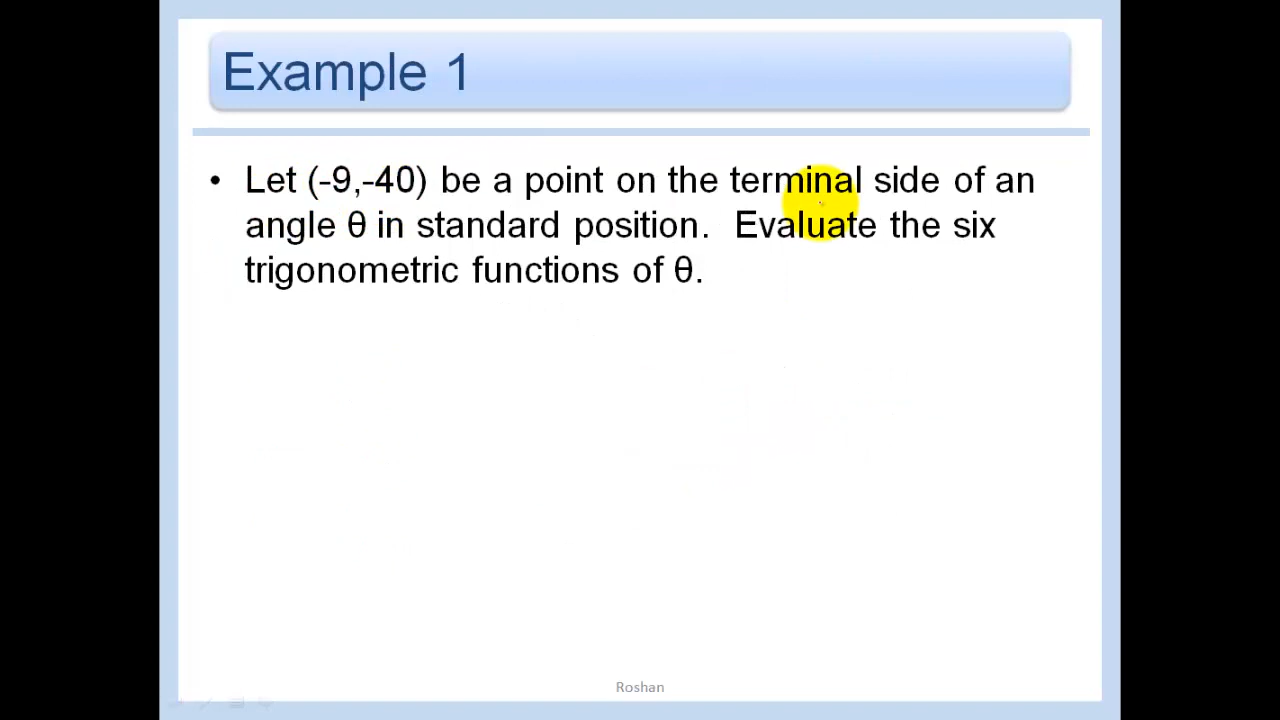 Example 1
• Let (-9,-40) be a point on the terminal side of an
angle θ in standard position.  Evaluate the six
trigonometric functions of θ.
Roshan